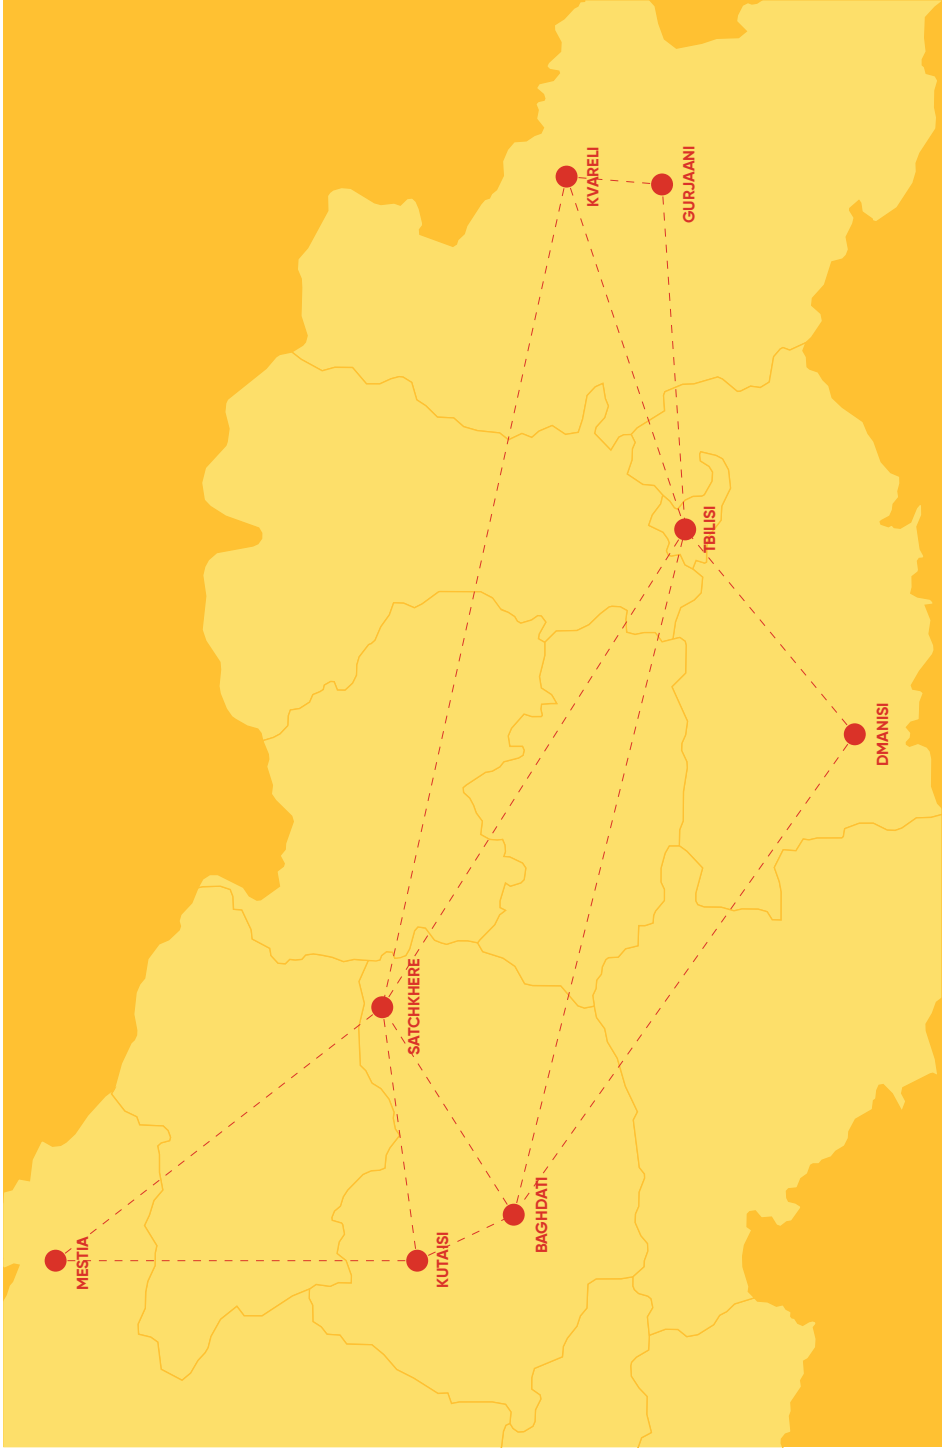 MESTIA
SATCHKHERE
KUTAISI
BAGHDATI
KVARELI
GURJAANI
TBILISI
DMANISI